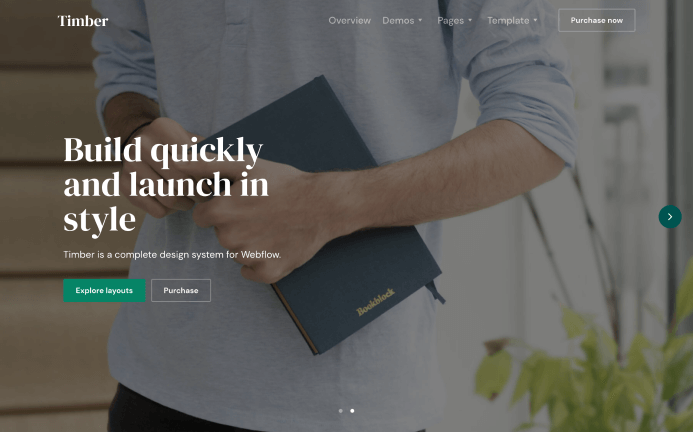 Timber
Overview Demos Pages Template Purchase now
Build quickly
and launch in
style
Timber is a complete design system for Webflow.
Explore layouts Purchase
Bookblock